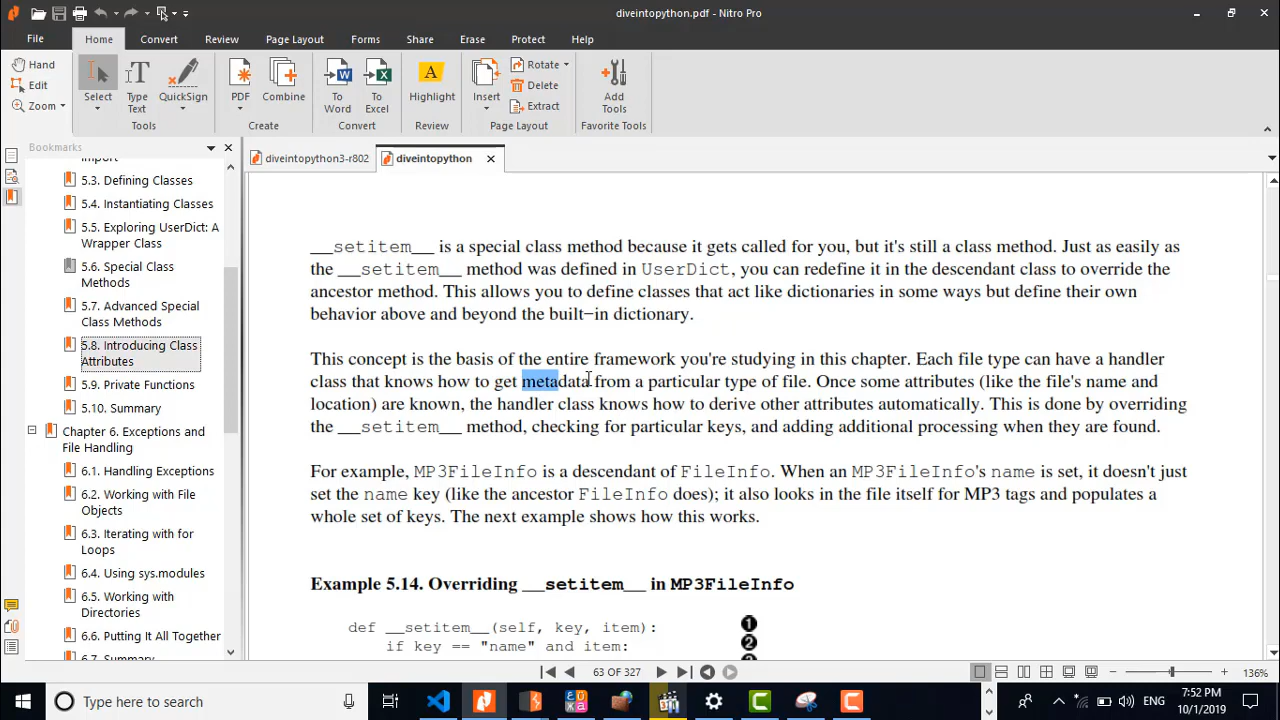 diveintopython.pdf - Nitro Pro
File Home Convert Review Page Layout Forms Share Erase Protect Help
Hand
Edit
Zoom
Select
Type Text
QuickSign
Tools
PDF
Combine
Create
To Word
To Excel
Convert
Highlight
Review
Insert
Rotate
Delete
Extract
Page Layout
Add Tools
Favorite Tools
Bookmarks
diveintopython3-r802
diveintopython
import
5.3. Defining Classes
5.4. Instantiating Classes
5.5. Exploring UserDict: A
Wrapper Class
5.6. Special Class
Methods
5.7. Advanced Special
Class Methods
5.8. Introducing Class
Attributes
5.9. Private Functions
5.10. Summary
Chapter 6. Exceptions and
File Handling
6.1. Handling Exceptions
6.2. Working with File
Objects
6.3. Iterating with for
Loops
6.4. Using sys.modules
6.5. Working with
Directories
6.6. Putting It All Together
6.7. Summary
__setitem__ is a special class method because it gets called for you, but it's still a class method. Just as easily as
the __setitem__ method was defined in UserDict, you can redefine it in the descendant class to override the
ancestor method. This allows you to define classes that act like dictionaries in some ways but define their own
behavior above and beyond the built−in dictionary.
This concept is the basis of the entire framework you're studying in this chapter. Each file type can have a handler
class that knows how to get metadata from a particular type of file. Once some attributes (like the file's name and
location) are known, the handler class knows how to derive other attributes automatically. This is done by overriding
the __setitem__ method, checking for particular keys, and adding additional processing when they are found.
For example, MP3FileInfo is a descendant of FileInfo. When an MP3FileInfo's name is set, it doesn't just
set the name key (like the ancestor FileInfo does); it also looks in the file itself for MP3 tags and populates a
whole set of keys. The next example shows how this works.
Example 5.14. Overriding __setitem__ in MP3FileInfo
def __setitem__(self, key, item): 1
if key == "name" and item: 2
63 OF 327
136%
Type here to search
ENG
7:52 PM
10/1/2019